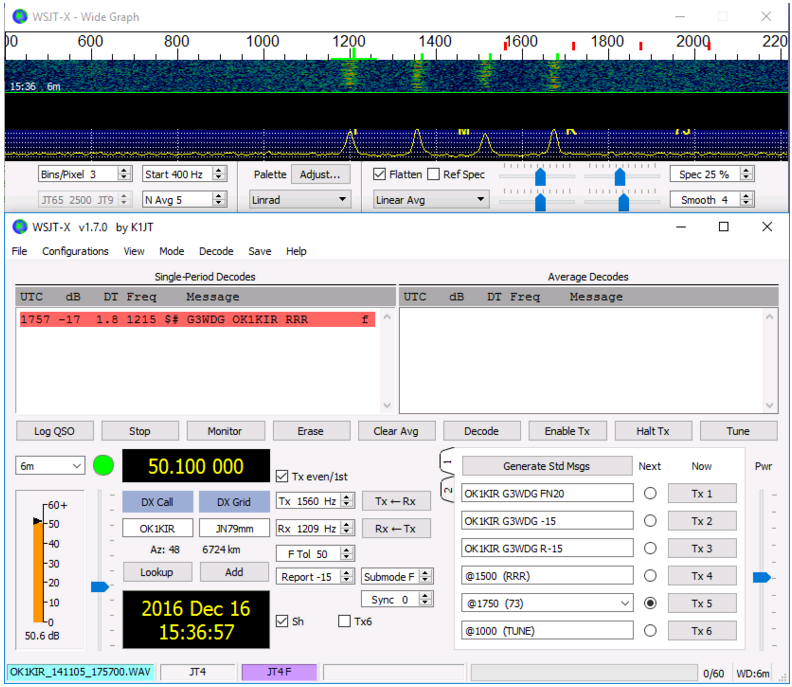 WSJT-X - Wide Graph
00 600 800 1000 1200 1400 1600 1800 2000 220
15:36 6m
Bins/Pixel 3 Start 400 Hz Palette Adjust... Flatten Ref Spec Spec 25 %
JT65 2500 JT9 N Avg 5 Linrad Linear Avg Smooth 4
WSJT-X v1.7.0 by K1JT
File Configurations View Mode Decode Save Help
Single-Period Decodes Average Decodes
UTC dB DT Freq Message UTC dB DT Freq Message
1757 -17 1.8 1215 $# G3WDG OK1KIR RRR f
Log QSO Stop Monitor Erase Clear Avg Decode Enable Tx Halt Tx Tune
6m 50.100 000 Tx even/1st 1 Generate Std Msgs Next Now Pwr
2
DX Call DX Grid Tx 1560 Hz Tx ← Rx OK1KIR G3WDG FN20 Tx 1
OK1KIR JN79mm Rx 1209 Hz Rx ← Tx OK1KIR G3WDG -15 Tx 2
Az: 48 6724 km F Tol 50 OK1KIR G3WDG R-15 Tx 3
Lookup Add Report -15 Submode F @1500 (RRR) Tx 4
Sync 0 @1750 (73) Tx 5
2016 Dec 16
15:36:57 Sh Tx6 @1000 (TUNE) Tx 6
60+
50
40
30
20
10
0
50.6 dB
OK1KIR_141105_175700.WAV JT4 JT4 F 0/60 WD:6m